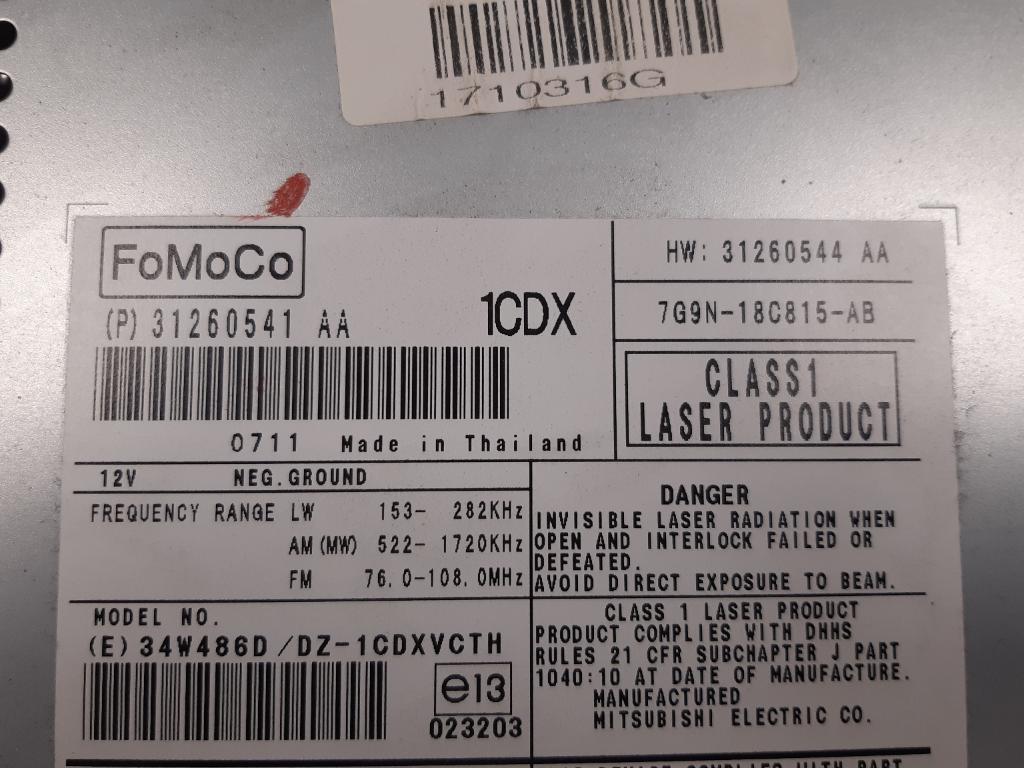 1710316G
FoMoCo
(P) 31260541 AA
1CDX
0711 Made in Thailand
HW: 31260544 AA
7G9N-18C815-AB
CLASS1
LASER PRODUCT
12V NEG.GROUND
FREQUENCY RANGE LW 153- 282KHz
AM(MW) 522- 1720KHz
FM 76.0-108.0MHz
DANGER
INVISIBLE LASER RADIATION WHEN
OPEN AND INTERLOCK FAILED OR
DEFEATED.
AVOID DIRECT EXPOSURE TO BEAM.
MODEL NO.
(E)34W486D/DZ-1CDXVCTH
e13
023203
CLASS 1 LASER PRODUCT
PRODUCT COMPLIES WITH DHHS
RULES 21 CFR SUBCHAPTER J PART
1040:10 AT DATE OF MANUFACTURE.
MANUFACTURED
MITSUBISHI ELECTRIC CO.
COMPLIES WITH PART